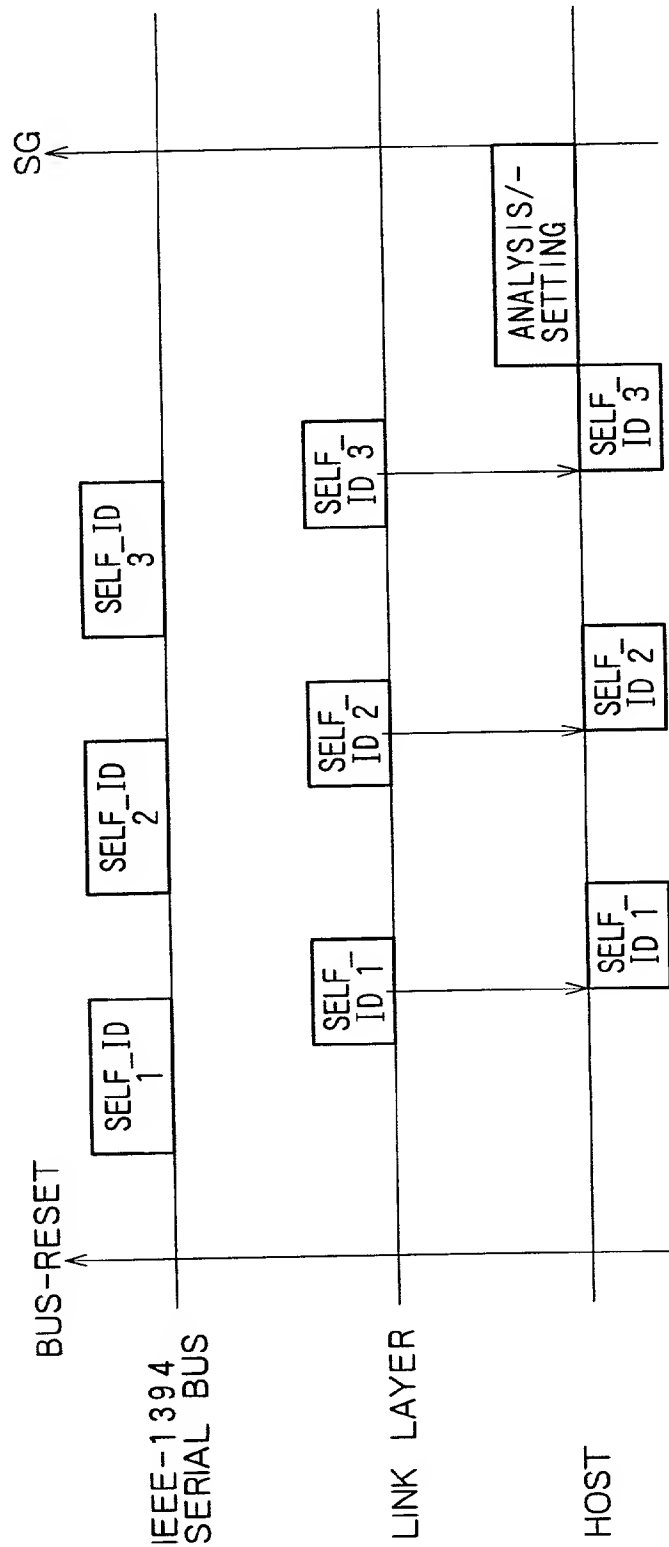 BUS-RESET
SG
IEEE-1394
SERIAL BUS
SELF_ID
1
SELF_ID
2
SELF_ID
3
LINK LAYER
SELF_
ID 1
SELF_
ID 2
SELF_
ID 3
HOST
SELF_
ID 1
SELF_
ID 2
SELF_
ID 3
ANALYSIS/-
SETTING